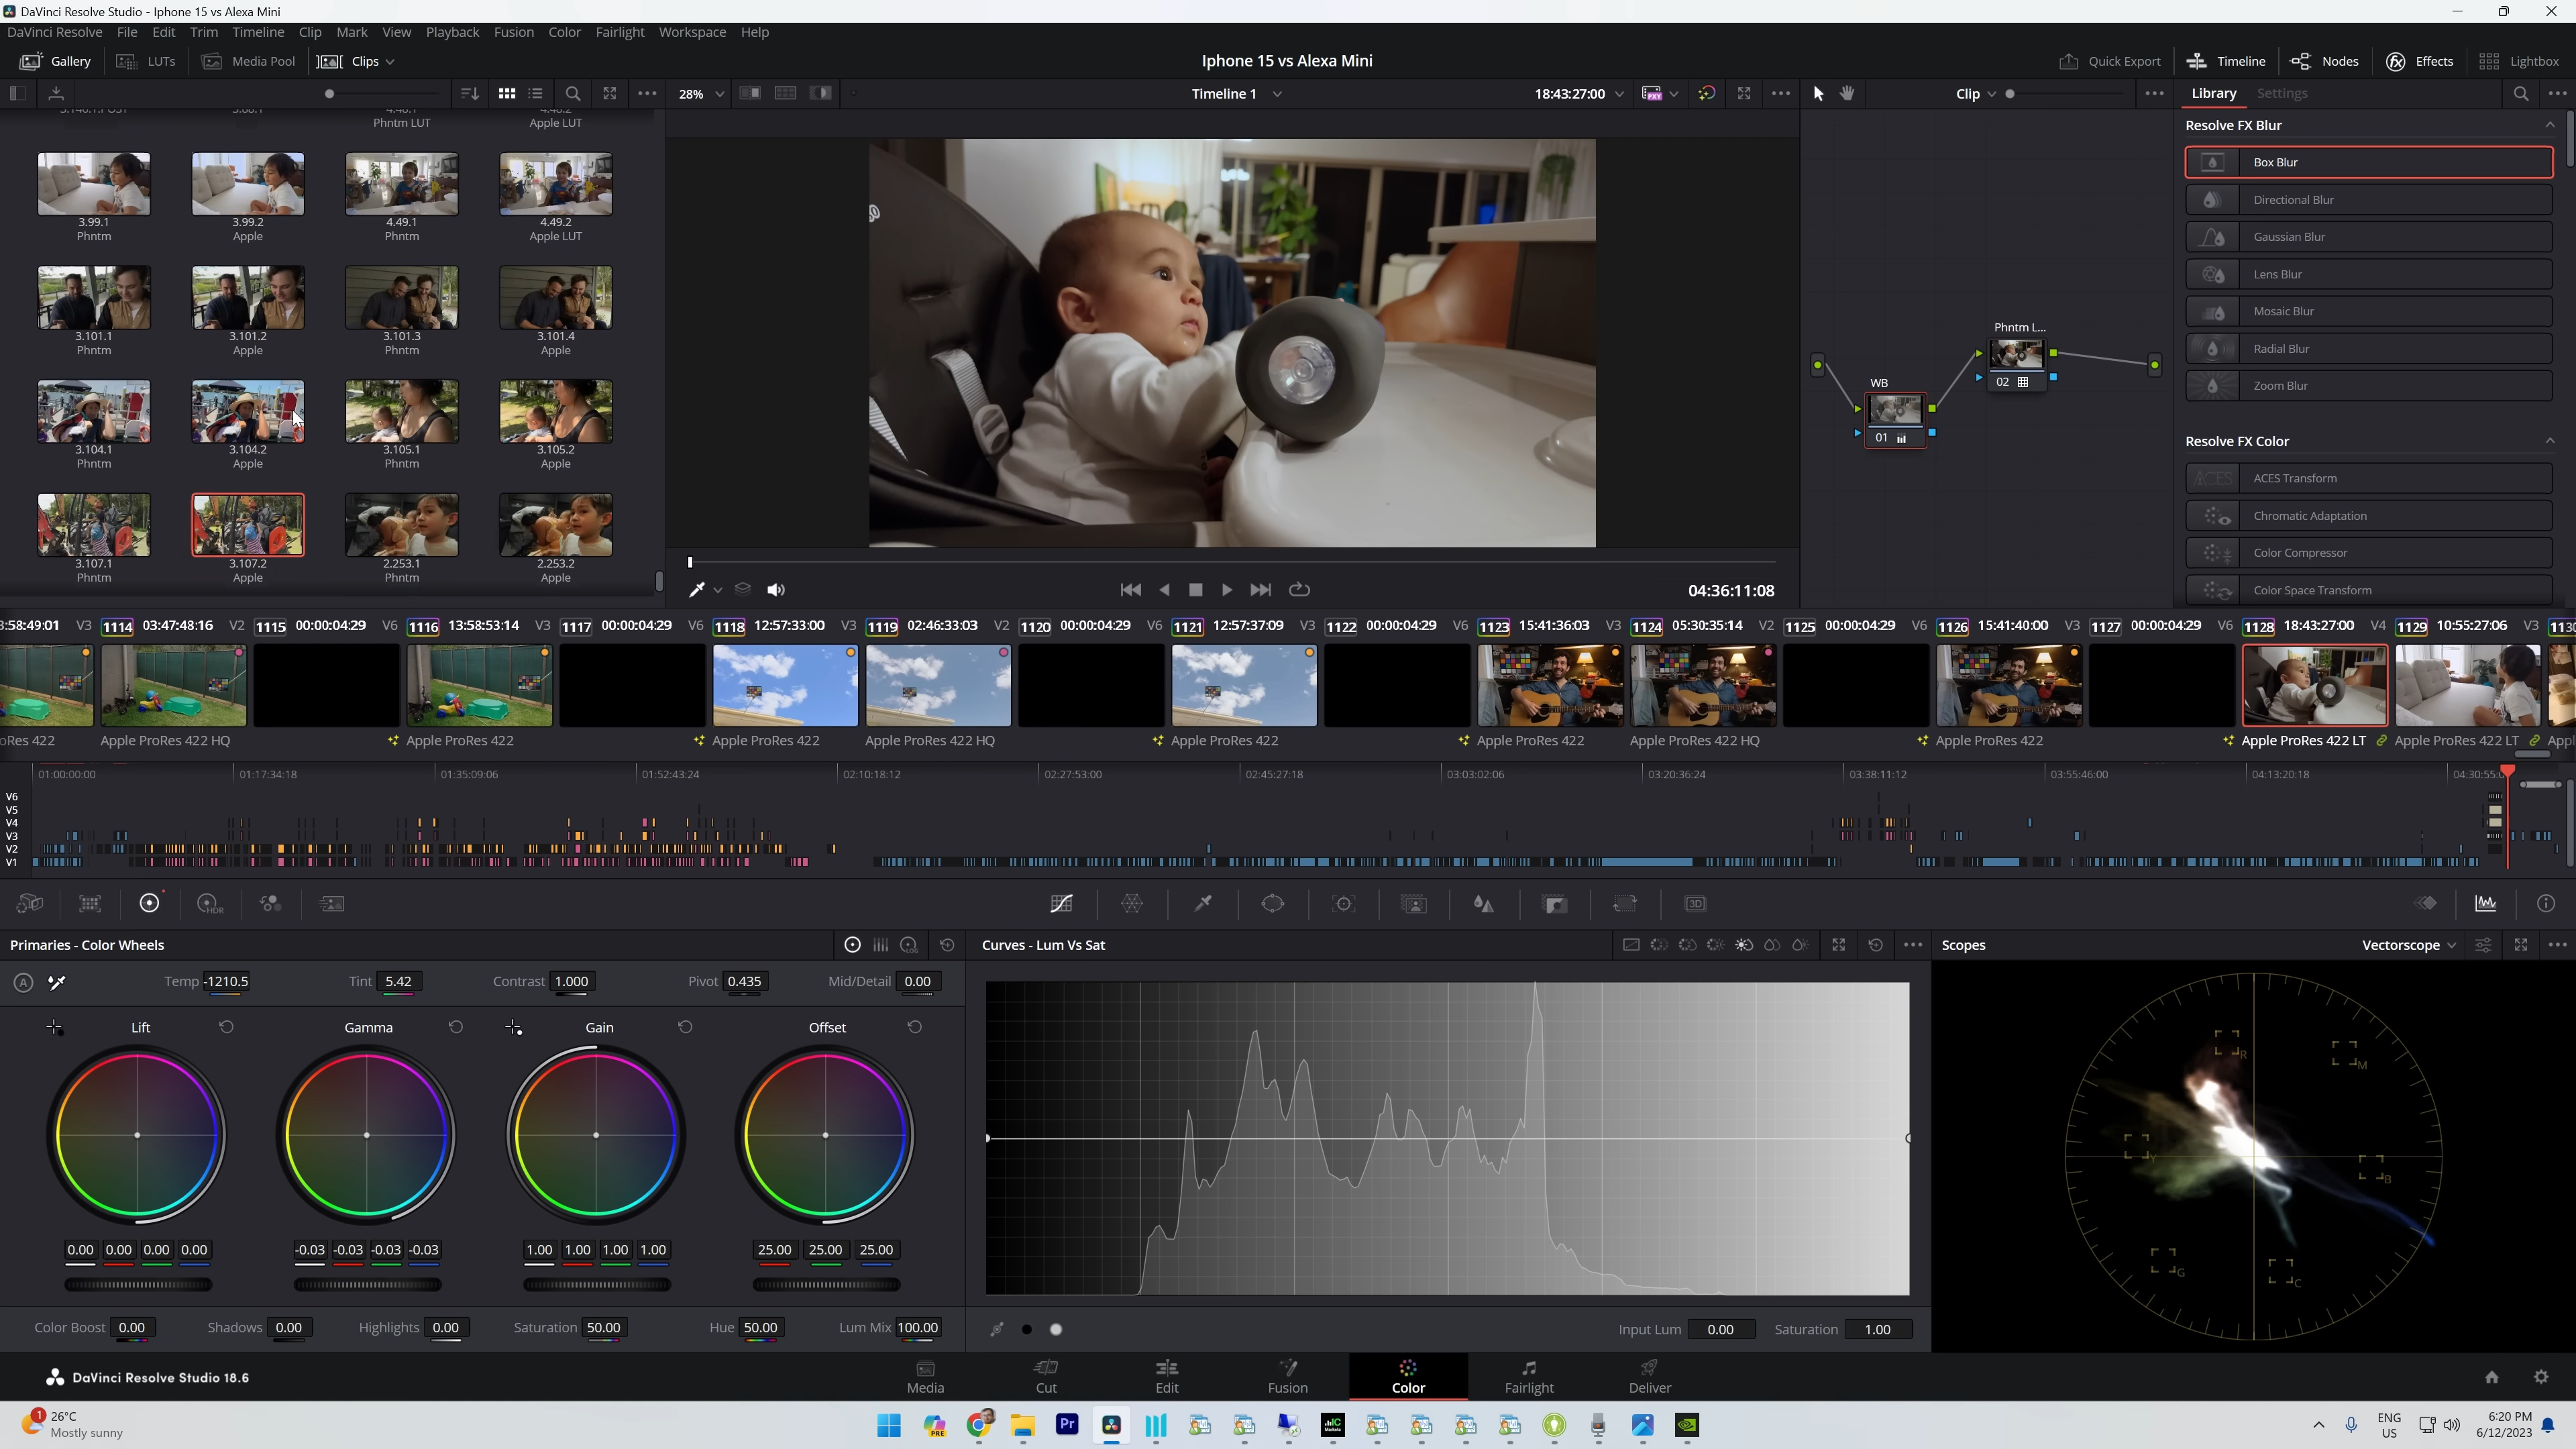 DaVinci Resolve Studio - Iphone 15 vs Alexa Mini
DaVinci Resolve File Edit Trim Timeline Clip Mark View Playback Fusion Color Fairlight Workspace Help
Gallery LUTs Media Pool Clips Iphone 15 vs Alexa Mini Quick Export Timeline Nodes Effects Lightbox
28% Timeline 1 18:43:27:00 Clip Library Settings
Phntm LUT Apple LUT
3.99.1 3.99.2 4.49.1 4.49.2
Phntm Apple Phntm Apple LUT
3.101.1 3.101.2 3.101.3 3.101.4
Phntm Apple Phntm Apple
3.104.1 3.104.2 3.105.1 3.105.2
Phntm Apple Phntm Apple
3.107.1 3.107.2 2.253.1 2.253.2
Phntm Apple Phntm Apple
04:36:11:08
Phntm L...
02
WB
01
Resolve FX Blur
Box Blur
Directional Blur
Gaussian Blur
Lens Blur
Mosaic Blur
Radial Blur
Zoom Blur
Resolve FX Color
ACES Transform
Chromatic Adaptation
Color Compressor
Color Space Transform
3:58:49:01 V3 1114 03:47:48:16 V2 1115 00:00:04:29 V6 1116 13:58:53:14 V3 1117 00:00:04:29 V6 1118 12:57:33:00 V3 1119 02:46:33:03 V2 1120 00:00:04:29 V6 1121 12:57:37:09 V3 1122 00:00:04:29 V6 1123 15:41:36:03 V3 1124 05:30:35:14 V2 1125 00:00:04:29 V6 1126 15:41:40:00 V3 1127 00:00:04:29 V6 1128 18:43:27:00 V4 1129 10:55:27:06 V3 1130
oRes 422 Apple ProRes 422 HQ Apple ProRes 422 Apple ProRes 422 Apple ProRes 422 HQ Apple ProRes 422 Apple ProRes 422 Apple ProRes 422 HQ Apple ProRes 422 Apple ProRes 422 LT Apple ProRes 422 LT Appl
01:00:00:00 01:17:34:18 01:35:09:06 01:52:43:24 02:10:18:12 02:27:53:00 02:45:27:18 03:03:02:06 03:20:36:24 03:38:11:12 03:55:46:00 04:13:20:18 04:30:55:0
V6
V5
V4
V3
V2
V1
HDR 3D
Primaries - Color Wheels LOG
Temp -1210.5 Tint 5.42 Contrast 1.000 Pivot 0.435 Mid/Detail 0.00
Lift Gamma Gain Offset
0.00 0.00 0.00 0.00 -0.03 -0.03 -0.03 -0.03 1.00 1.00 1.00 1.00 25.00 25.00 25.00
Color Boost 0.00 Shadows 0.00 Highlights 0.00 Saturation 50.00 Hue 50.00 Lum Mix 100.00
Curves - Lum Vs Sat
Input Lum 0.00 Saturation 1.00
Scopes Vectorscope
R M Y B G C
DaVinci Resolve Studio 18.6
Media Cut Edit Fusion Color Fairlight Deliver
1 26°C
Mostly sunny
PRE Pr
ENG
US
6:20 PM
6/12/2023